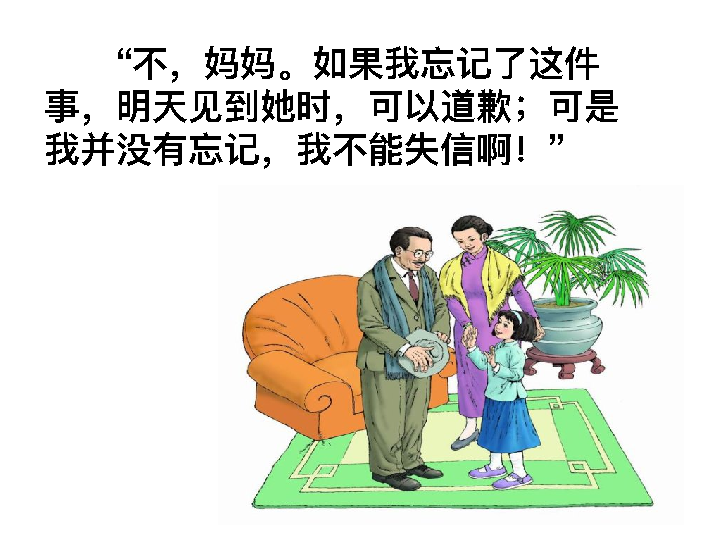 “不，妈妈。如果我忘记了这件
事，明天见到她时，可以道歉；可是
我并没有忘记，我不能失信啊！”